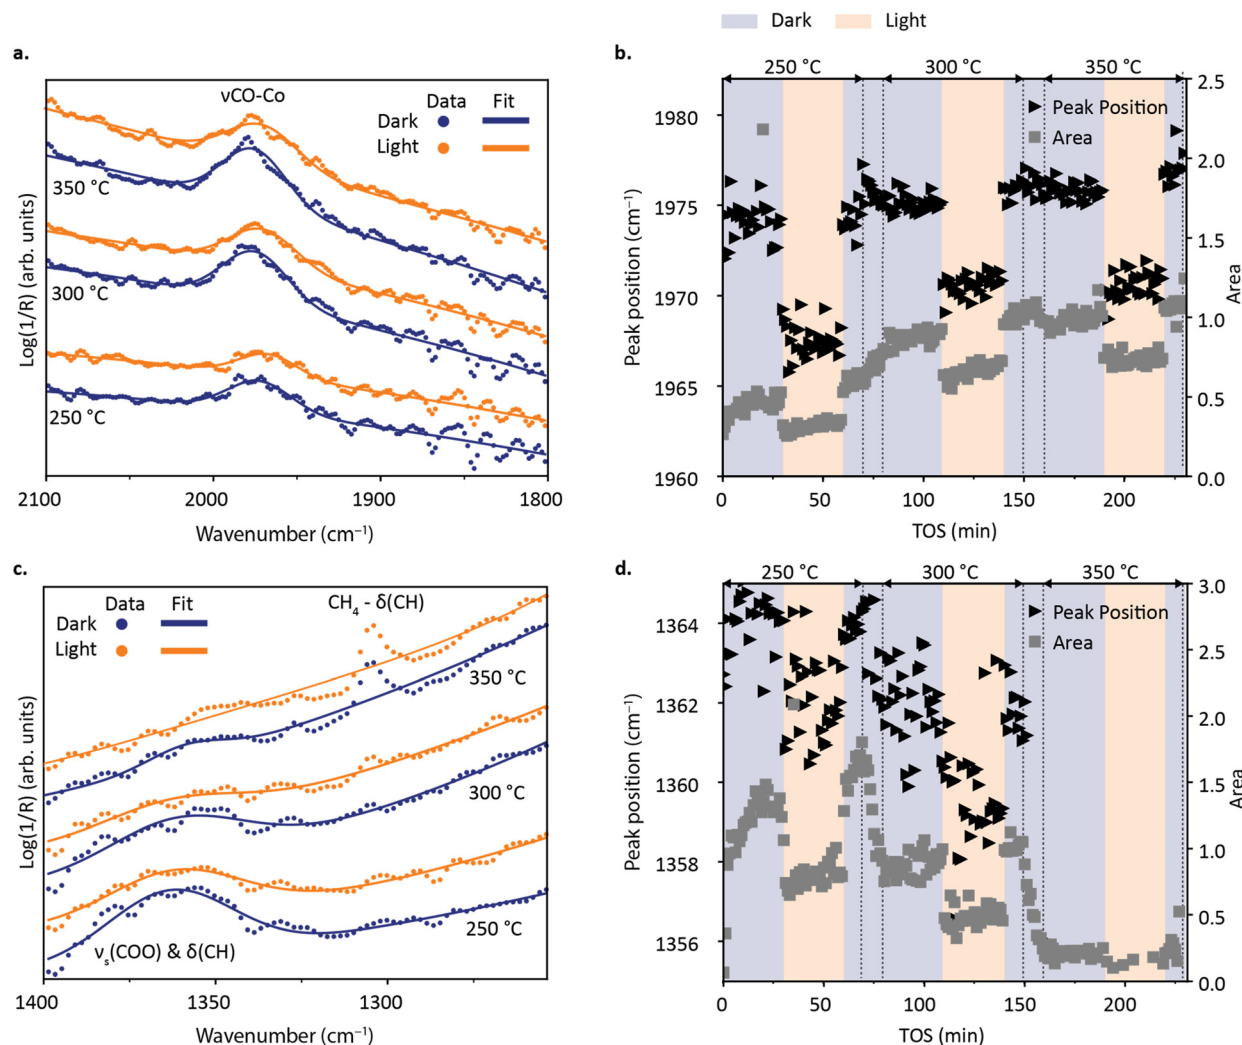 Dark Light
a.
νCO-Co
Data Fit
Dark
Light
350 °C
300 °C
250 °C
Log(1/R) (arb. units)
2100 2000 1900 1800
Wavenumber (cm⁻¹)
b.
250 °C 300 °C 350 °C
Peak Position
Area
1980
1975
1970
1965
1960
Peak position (cm⁻¹)
2.5
2.0
1.5
1.0
0.5
0.0
Area
0 50 100 150 200
TOS (min)
c.
Data Fit
Dark
Light
CH₄ - δ(CH)
350 °C
300 °C
250 °C
νₛ(COO) & δ(CH)
Log(1/R) (arb. units)
1400 1350 1300
Wavenumber (cm⁻¹)
d.
250 °C 300 °C 350 °C
Peak Position
Area
1364
1362
1360
1358
1356
Peak position (cm⁻¹)
3.0
2.5
2.0
1.5
1.0
0.5
0.0
Area
0 50 100 150 200
TOS (min)